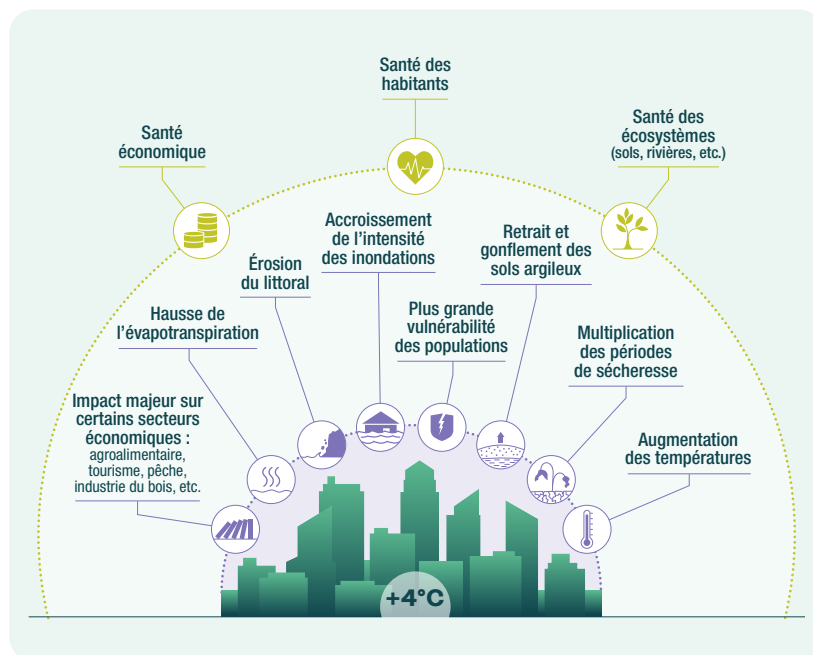 Santé des
habitants
Santé
économique
Santé des
écosystèmes
(sols, rivières, etc.)
Accroissement
de l’intensité
des inondations
Retrait et
gonflement des
sols argileux
Érosion
du littoral
Hausse de
l’évapotranspiration
Plus grande
vulnérabilité
des populations
Multiplication
des périodes
de sécheresse
Impact majeur sur
certains secteurs
économiques :
agroalimentaire,
tourisme, pêche,
industrie du bois, etc.
Augmentation
des températures
+4°C